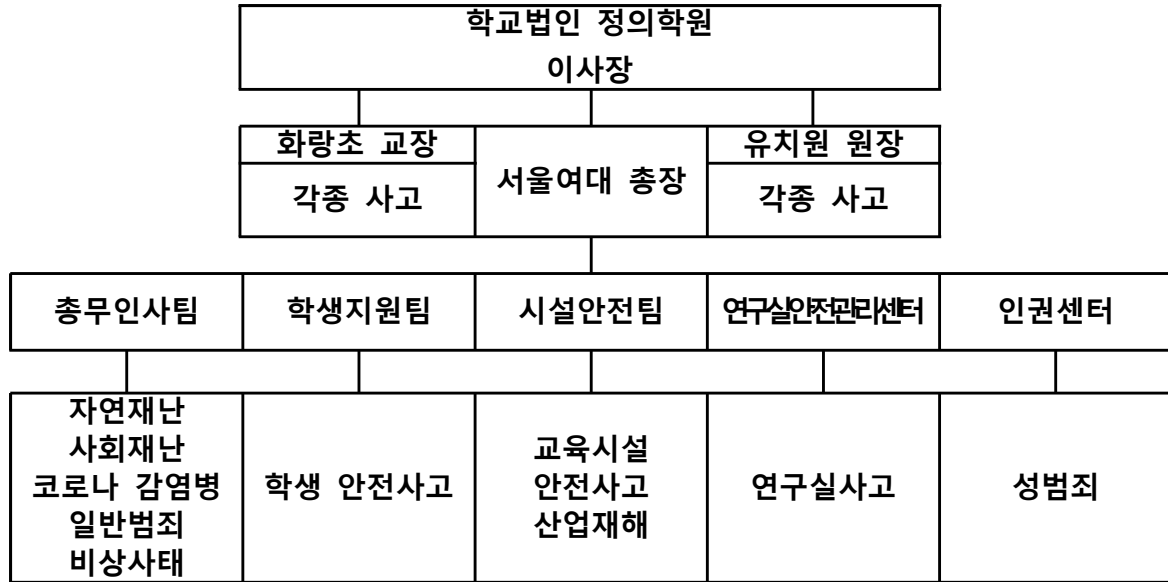 학교법인 정의학원
이사장
화랑초 교장
서울여대 총장
유치원 원장
각종 사고
각종 사고
총무인사팀
학생지원팀
시설안전팀
연구실안전관리센터
인권센터
자연재난
사회재난
코로나 감염병
일반범죄
비상사태
학생 안전사고
교육시설
안전사고
산업재해
연구실사고
성범죄